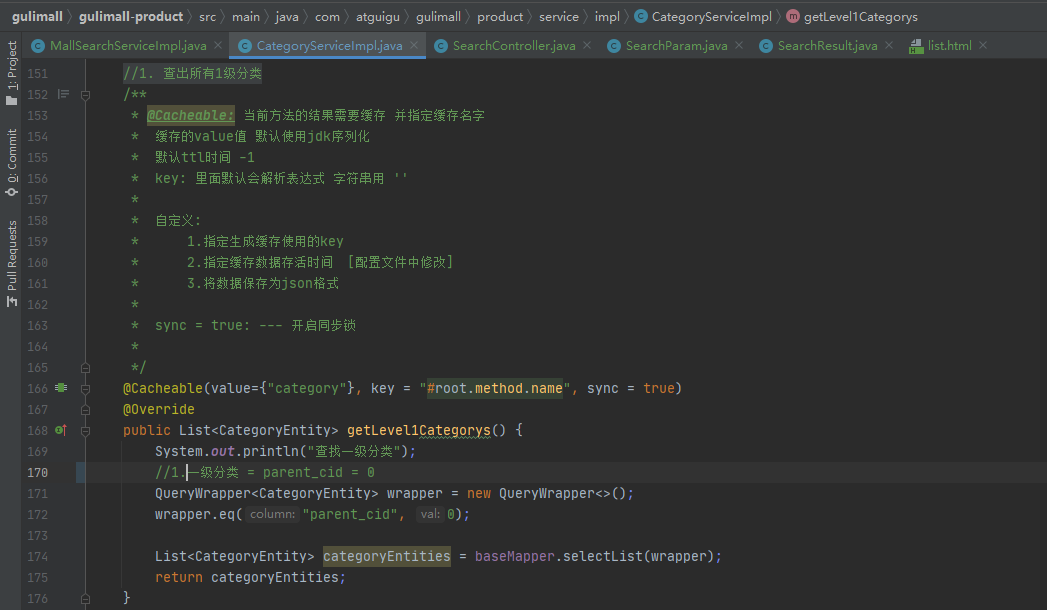 gulimall gulimall-product src main java com atguigu gulimall product service impl CategoryServiceImpl getLevel1Categorys
MallSearchServiceImpl.java CategoryServiceImpl.java SearchController.java SearchParam.java SearchResult.java list.html
1: Project
0: Commit
Pull Requests
151 //1. 查出所有1级分类
152 /**
153 * @Cacheable: 当前方法的结果需要缓存 并指定缓存名字
154 * 缓存的value值 默认使用jdk序列化
155 * 默认ttl时间 -1
156 * key: 里面默认会解析表达式 字符串用 ''
157 *
158 * 自定义:
159 * 1.指定生成缓存使用的key
160 * 2.指定缓存数据存活时间 [配置文件中修改]
161 * 3.将数据保存为json格式
162 *
163 * sync = true: --- 开启同步锁
164 *
165 */
166 @Cacheable(value={"category"}, key = "#root.method.name", sync = true)
167 @Override
168 public List<CategoryEntity> getLevel1Categorys() {
169 System.out.println("查找一级分类");
170 //1.一级分类 = parent_cid = 0
171 QueryWrapper<CategoryEntity> wrapper = new QueryWrapper<>();
172 wrapper.eq( column: "parent_cid", val: 0);
173
174 List<CategoryEntity> categoryEntities = baseMapper.selectList(wrapper);
175 return categoryEntities;
176 }